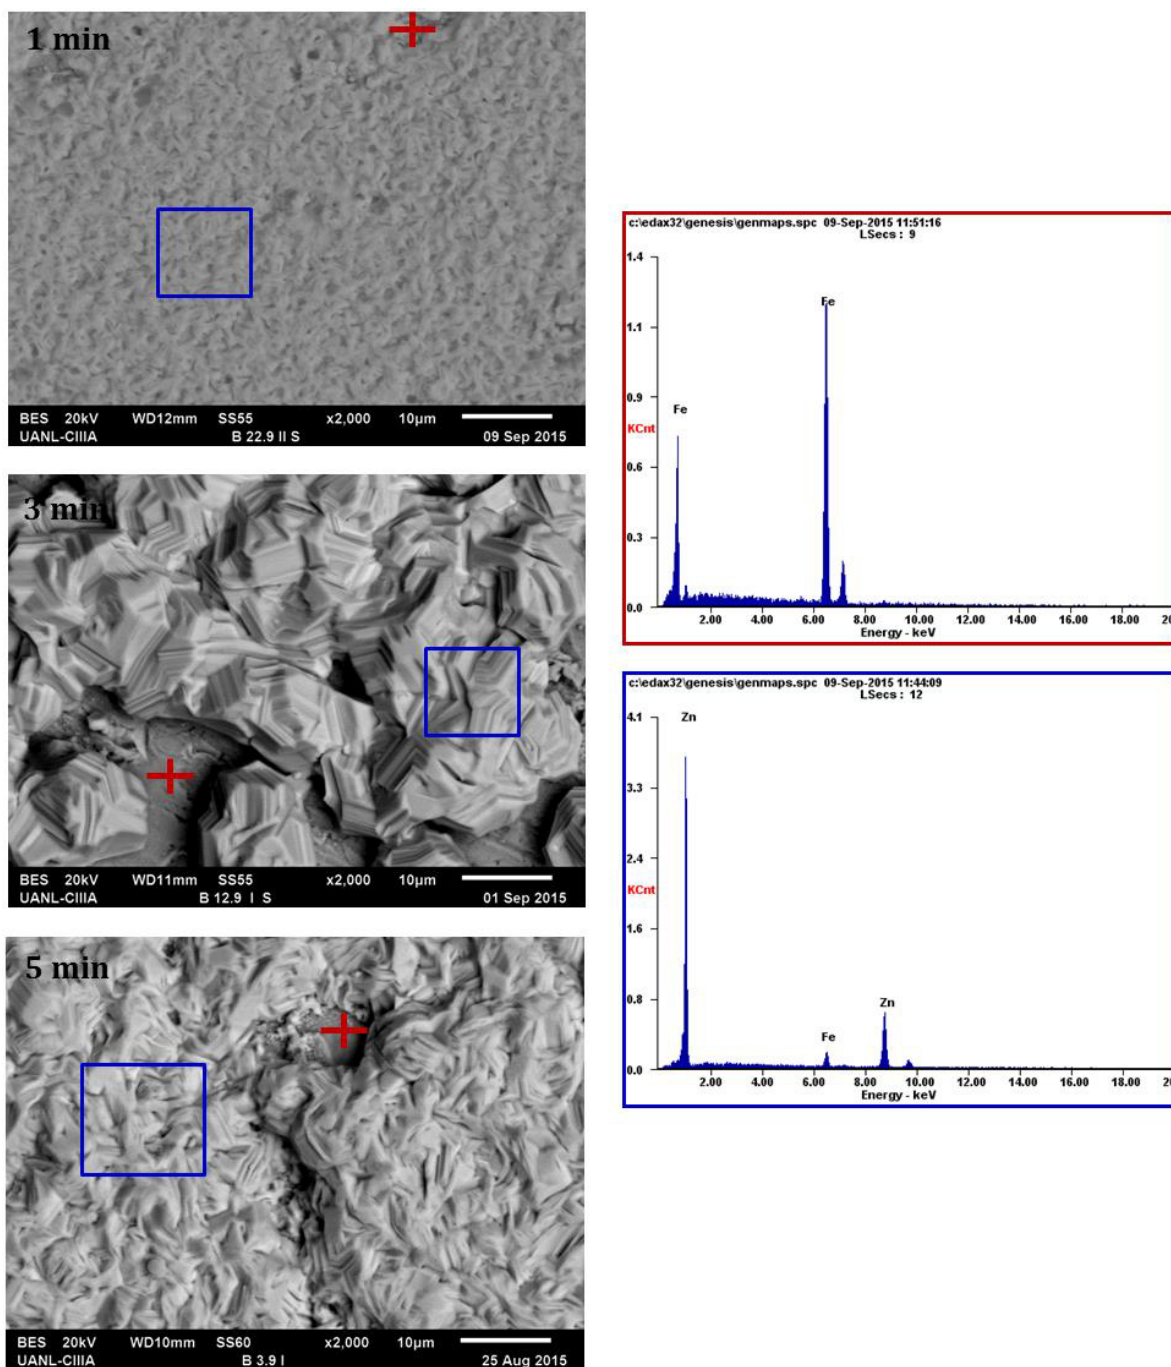 1 min
BES 20kV WD12mm SS55 x2,000 10µm
UANL-CIIIA B 22.9 II S 09 Sep 2015
3 min
BES 20kV WD11mm SS55 x2,000 10µm
UANL-CIIIA B 12.9 I S 01 Sep 2015
5 min
BES 20kV WD10mm SS60 x2,000 10µm
UANL-CIIIA B 3.9 I 25 Aug 2015
c:\edax32\genesis\genmaps.spc 09-Sep-2015 11:51:16
LSecs : 9
1.4
1.1
0.9
KCnt
0.6
0.3
0.0
Fe
Fe
2.00 4.00 6.00 8.00 10.00 12.00 14.00 16.00 18.00 20
Energy - keV
c:\edax32\genesis\genmaps.spc 09-Sep-2015 11:44:09
LSecs : 12
4.1
3.3
2.4
KCnt
1.6
0.8
0.0
Zn
Fe
Zn
2.00 4.00 6.00 8.00 10.00 12.00 14.00 16.00 18.00 20
Energy - keV